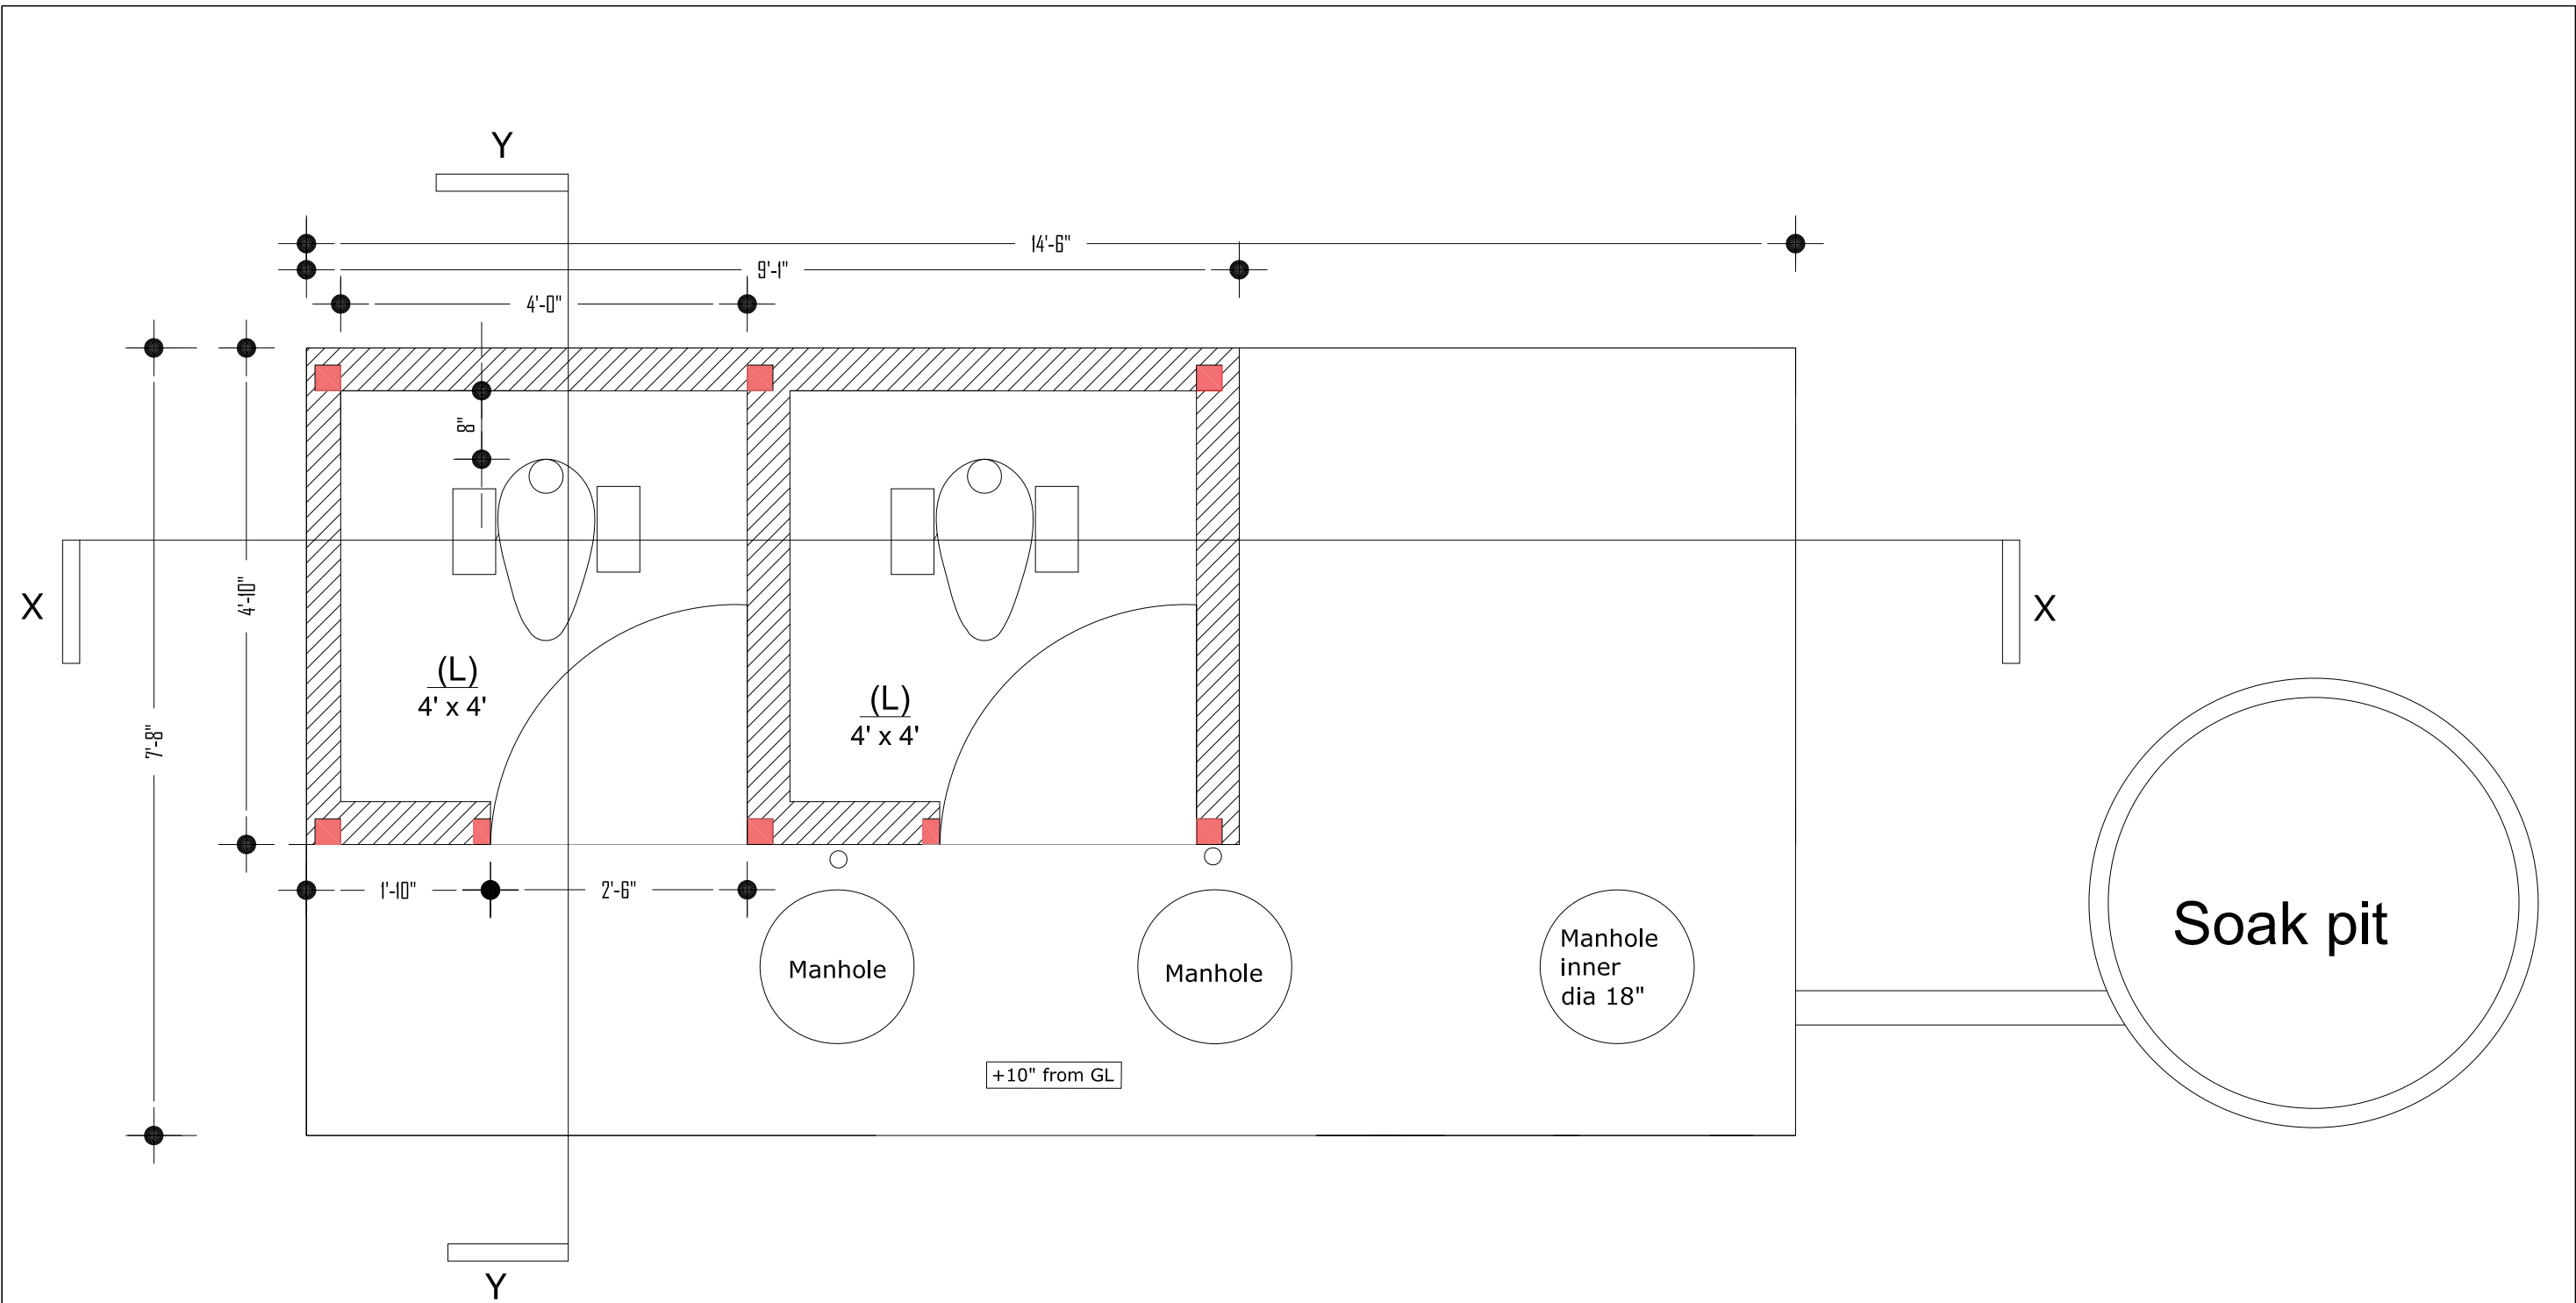 Y
14'-6"
9'-1"
4'-0"
8"
4'-10"
7'-8"
X
X
(L)
4' x 4'
(L)
4' x 4'
1'-10"
2'-6"
Manhole
Manhole
Manhole
inner
dia 18"
Soak pit
+10" from GL
Y